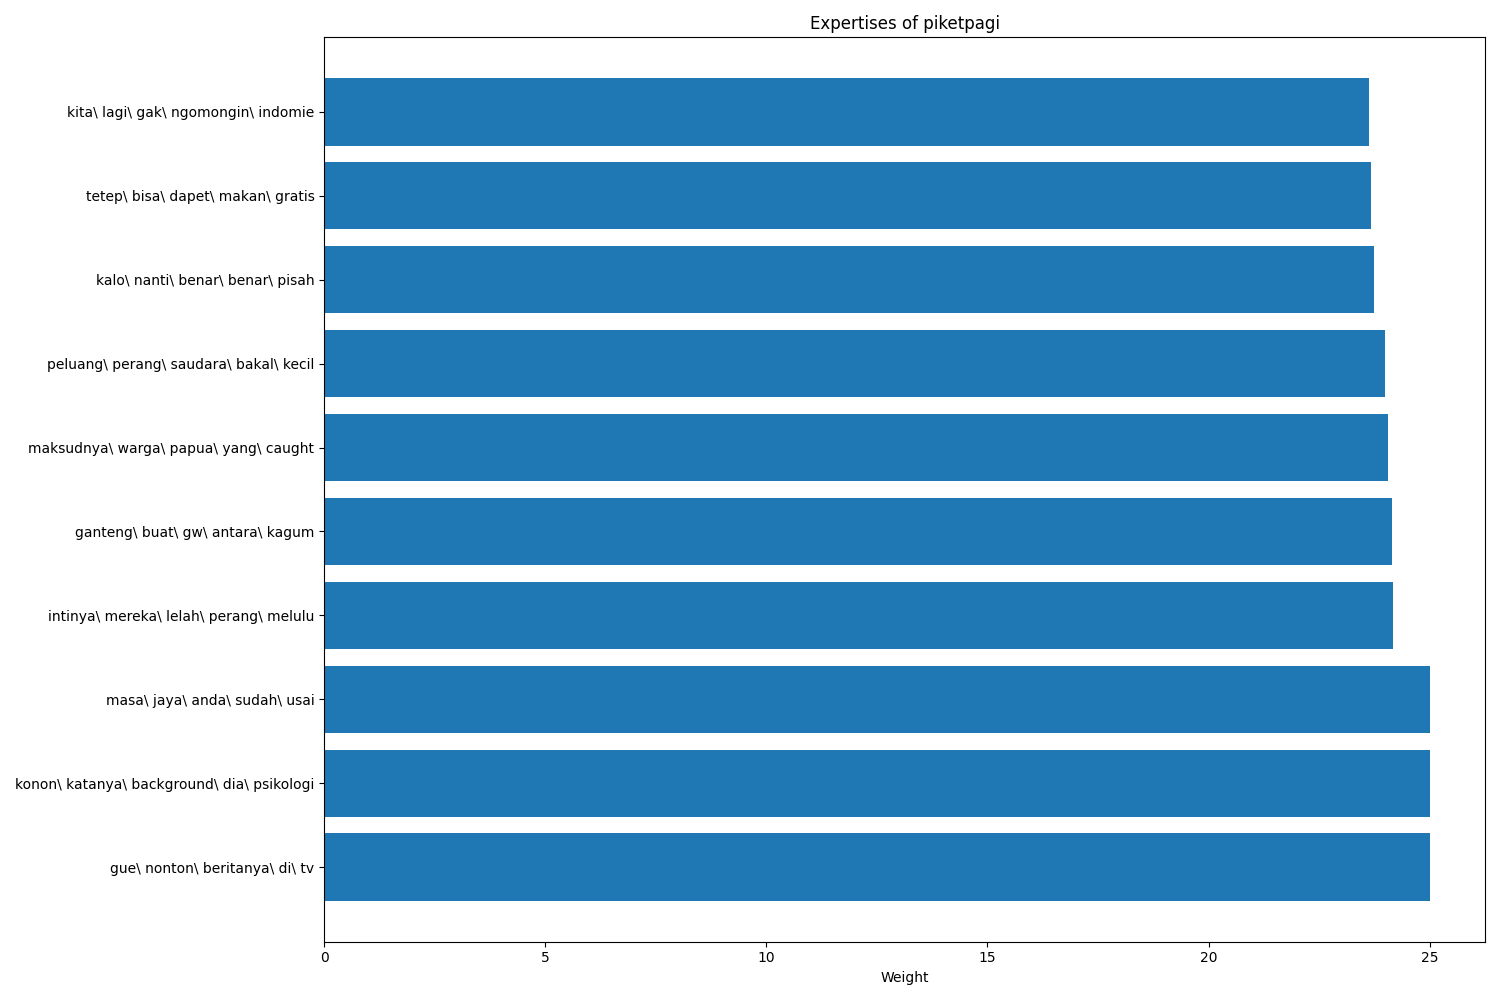 Expertises of piketpagi
kita\ lagi\ gak\ ngomongin\ indomie
tetep\ bisa\ dapet\ makan\ gratis
kalo\ nanti\ benar\ benar\ pisah
peluang\ perang\ saudara\ bakal\ kecil
maksudnya\ warga\ papua\ yang\ caught
ganteng\ buat\ gw\ antara\ kagum
intinya\ mereka\ lelah\ perang\ melulu
masa\ jaya\ anda\ sudah\ usai
konon\ katanya\ background\ dia\ psikologi
gue\ nonton\ beritanya\ di\ tv
0 5 10 15 20 25
Weight